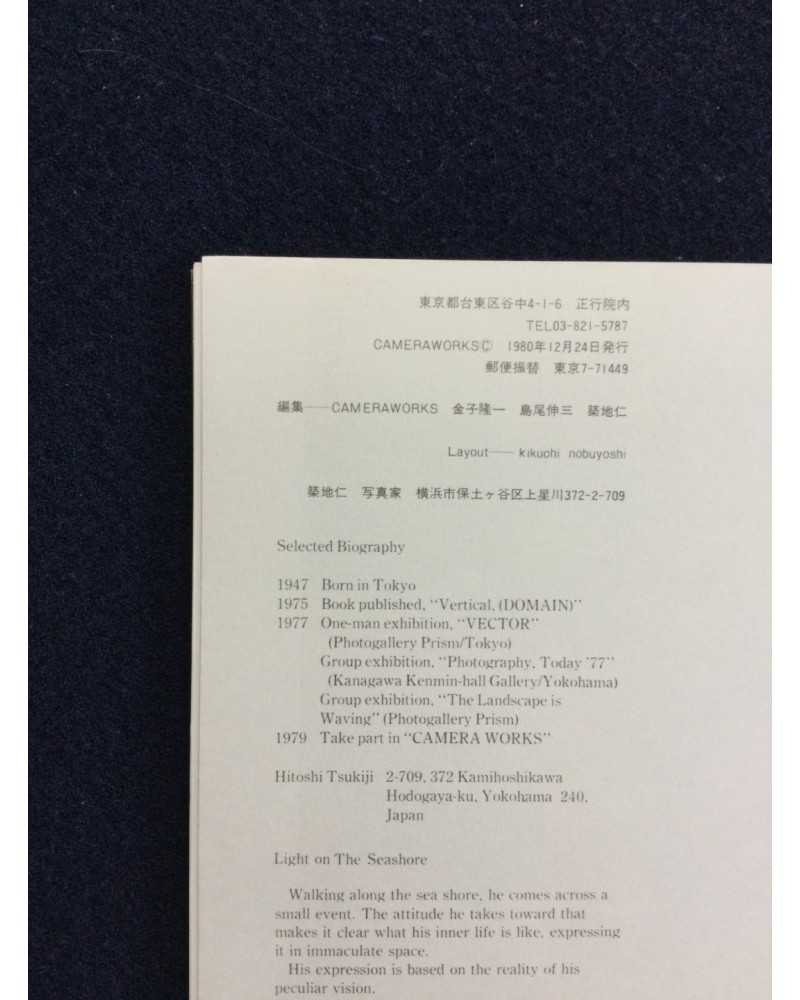 東京都台東区谷中4-1-6 正行院内
TEL03-821-5787
CAMERAWORKS© 1980年12月24日発行
郵便振替 東京7-71449
編集——CAMERAWORKS 金子隆一 島尾伸三 築地仁
Layout—— kikuchi nobuyoshi
築地仁 写真家 横浜市保土ヶ谷区上星川372-2-709
Selected Biography
1947 Born in Tokyo
1975 Book published, "Vertical, (DOMAIN)"
1977 One-man exhibition, "VECTOR"
(Photogallery Prism/Tokyo)
Group exhibition, "Photography, Today '77"
(Kanagawa Kenmin-hall Gallery/Yokohama)
Group exhibition, "The Landscape is
Waving" (Photogallery Prism)
1979 Take part in "CAMERA WORKS"
Hitoshi Tsukiji 2-709, 372 Kamihoshikawa
Hodogaya-ku, Yokohama 240,
Japan
Light on The Seashore
Walking along the sea shore, he comes across a
small event. The attitude he takes toward that
makes it clear what his inner life is like, expressing
it in immaculate space.
His expression is based on the reality of his
peculiar vision.